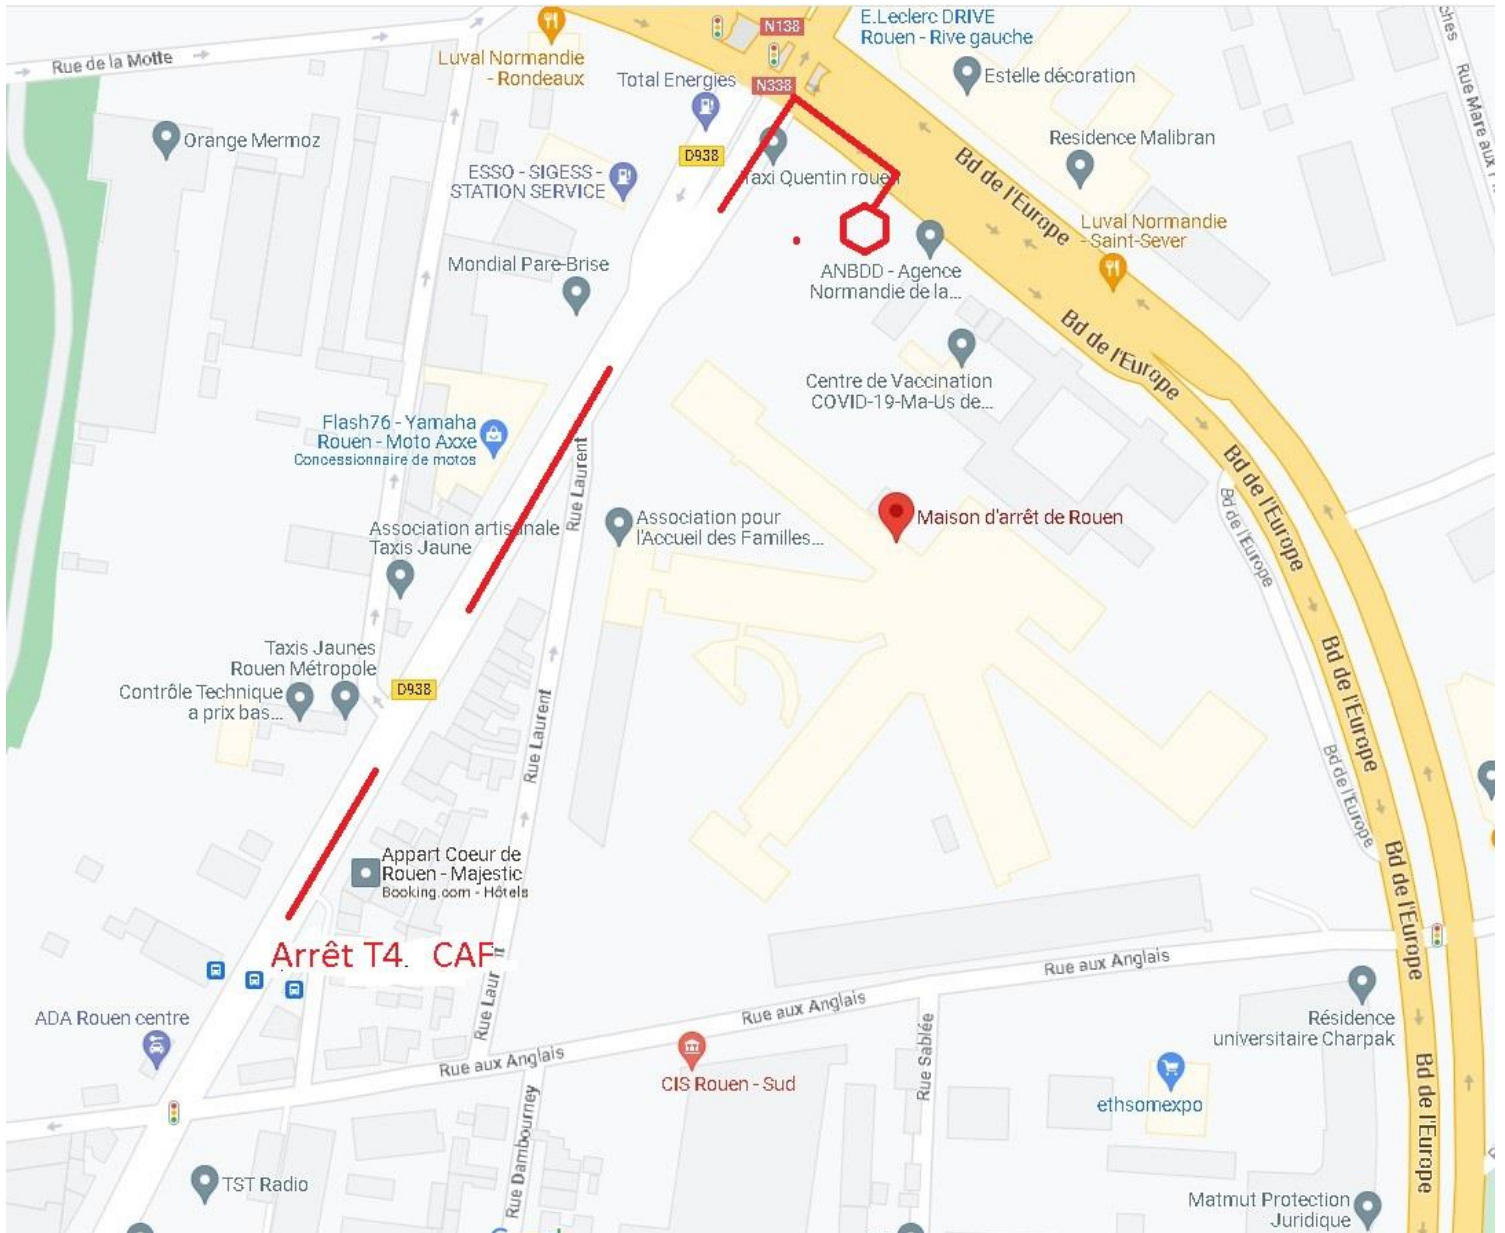 N138
E.Leclerc DRIVE
Rouen - Rive gauche
Rue de la Motte
Luval Normandie
- Rondeaux
Total Energies
N338
Estelle décoration
Rue Mare aux
Orange Mermoz
D938
Residence Malibran
ESSO - SIGESS -
STATION SERVICE
Taxi Quentin rouen
Bd de l'Europe
Luval Normandie
- Saint-Sever
Mondial Pare-Brise
ANBDD - Agence
Normandie de la...
Bd de l'Europe
Centre de Vaccination
COVID-19-Ma-Us de...
Flash76 - Yamaha
Rouen - Moto Axxe
Concessionnaire de motos
Rue Laurent
Bd de l'Europe
Bd de l'Europe
Association artisanale
Taxis Jaune
Association pour
l'Accueil des Familles...
Maison d'arrêt de Rouen
Taxis Jaunes
Rouen Métropole
Contrôle Technique
a prix bas...
D938
Rue Laurent
Bd de l'Europe
Bd de l'Europe
Appart Coeur de
Rouen - Majestic
Booking.com - Hôtels
Bd de l'Europe
Arrêt T4. CAF
Rue aux Anglais
ADA Rouen centre
Rue aux Anglais
Résidence
universitaire Charpak
Rue aux Anglais
CIS Rouen - Sud
Rue Sablée
ethsomexpo
Bd de l'Europe
Rue Dambourney
TST Radio
Matmut Protection
Juridique